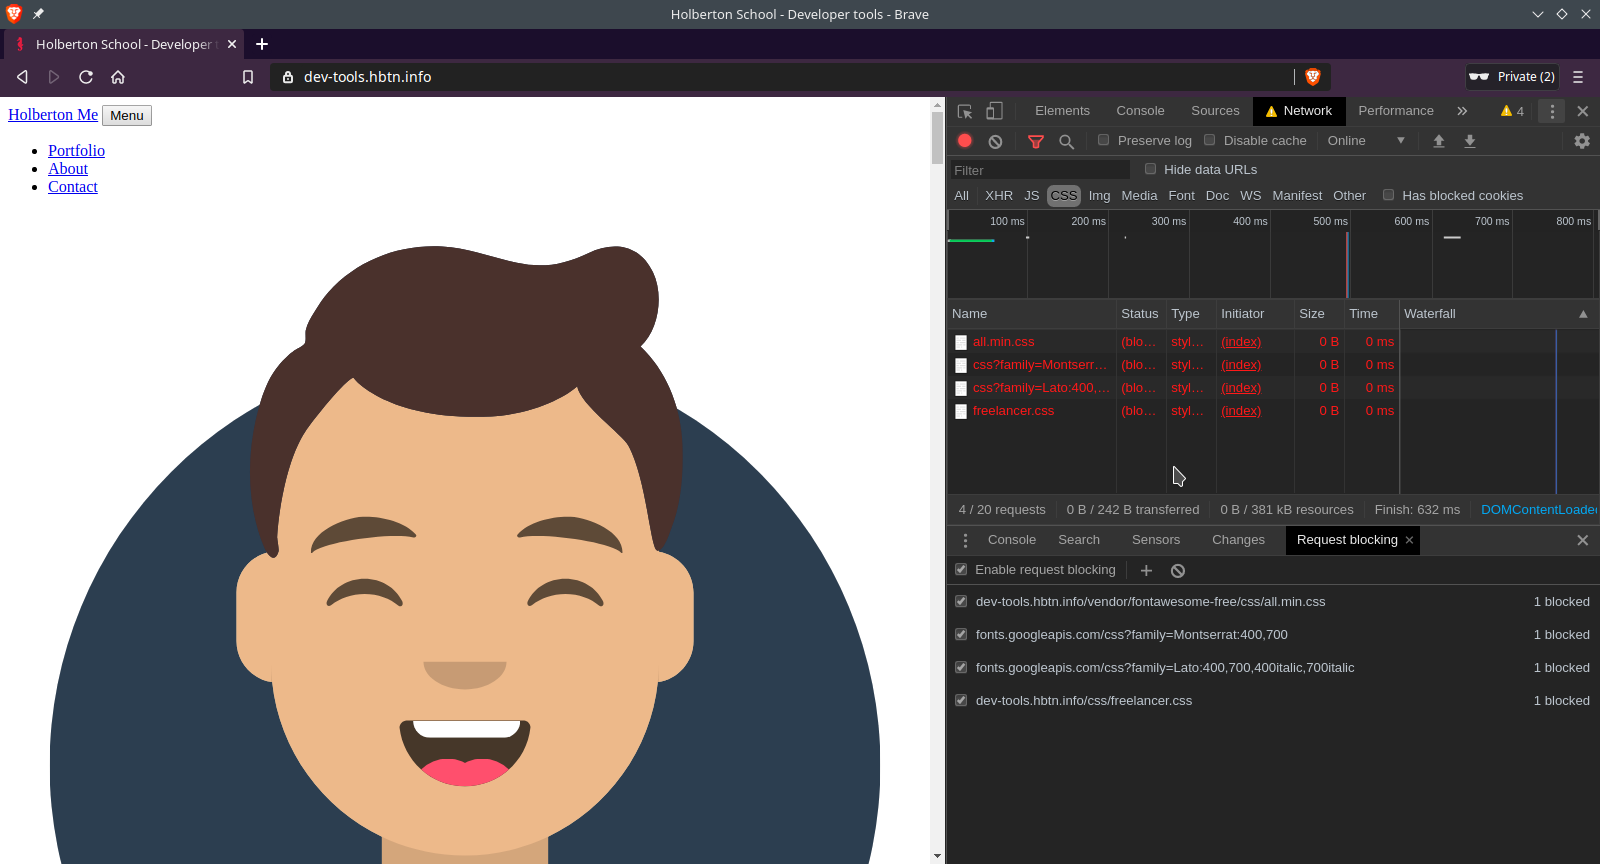 Holberton School - Developer tools - Brave
Holberton School - Developer
dev-tools.hbtn.info
Private (2)
Holberton Me Menu
Portfolio
About
Contact
Elements Console Sources Network Performance » 4
Preserve log Disable cache Online
Filter Hide data URLs
All XHR JS CSS Img Media Font Doc WS Manifest Other Has blocked cookies
100 ms 200 ms 300 ms 400 ms 500 ms 600 ms 700 ms 800 ms
Name Status Type Initiator Size Time Waterfall
all.min.css (blo… styl… (index) 0 B 0 ms
css?family=Montserr… (blo… styl… (index) 0 B 0 ms
css?family=Lato:400,… (blo… styl… (index) 0 B 0 ms
freelancer.css (blo… styl… (index) 0 B 0 ms
4 / 20 requests 0 B / 242 B transferred 0 B / 381 kB resources Finish: 632 ms DOMContentLoaded
Console Search Sensors Changes Request blocking
Enable request blocking
dev-tools.hbtn.info/vendor/fontawesome-free/css/all.min.css 1 blocked
fonts.googleapis.com/css?family=Montserrat:400,700 1 blocked
fonts.googleapis.com/css?family=Lato:400,700,400italic,700italic 1 blocked
dev-tools.hbtn.info/css/freelancer.css 1 blocked